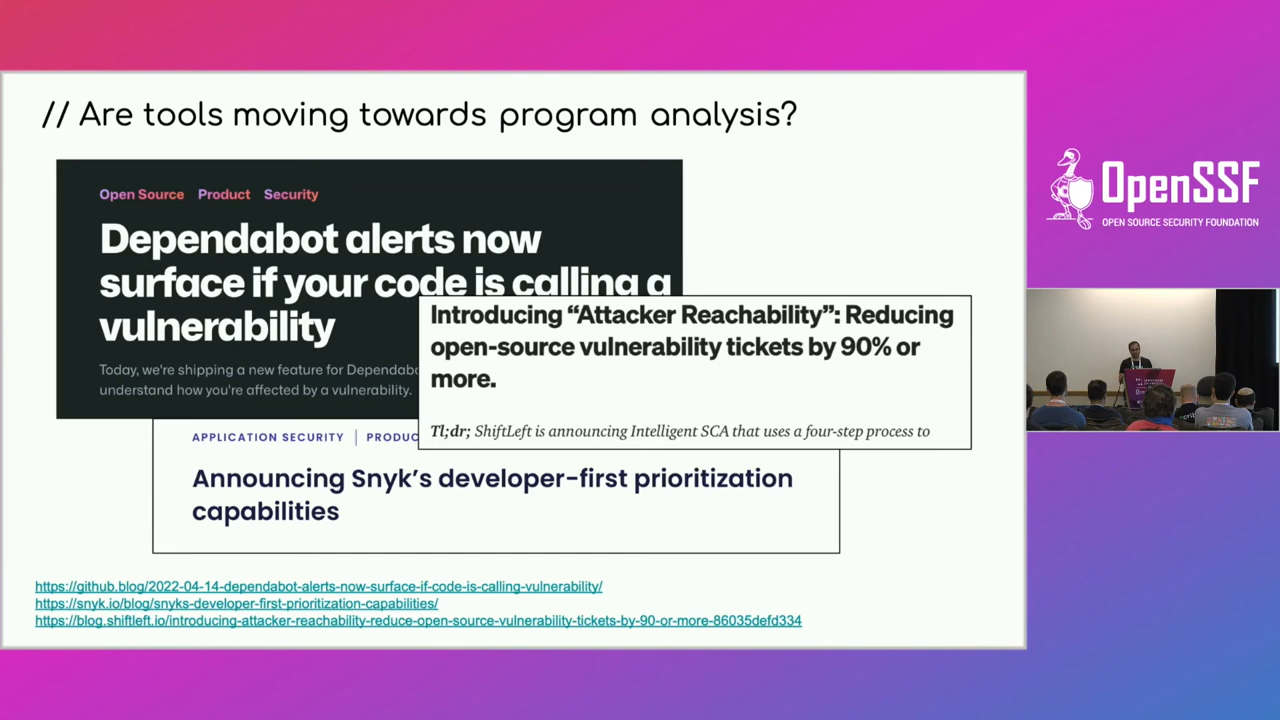 // Are tools moving towards program analysis?
Open Source Product Security
Dependabot alerts now
surface if your code is calling a
vulnerability
Today, we're shipping a new feature for Dependabo
understand how you're affected by a vulnerability.
Introducing “Attacker Reachability”: Reducing
open-source vulnerability tickets by 90% or
more.
Tl;dr; ShiftLeft is announcing Intelligent SCA that uses a four-step process to
APPLICATION SECURITY | PRODUC
Announcing Snyk’s developer-first prioritization
capabilities
https://github.blog/2022-04-14-dependabot-alerts-now-surface-if-code-is-calling-vulnerability/
https://snyk.io/blog/snyks-developer-first-prioritization-capabilities/
https://blog.shiftleft.io/introducing-attacker-reachability-reduce-open-source-vulnerability-tickets-by-90-or-more-86035defd334
OpenSSF
OPEN SOURCE SECURITY FOUNDATION